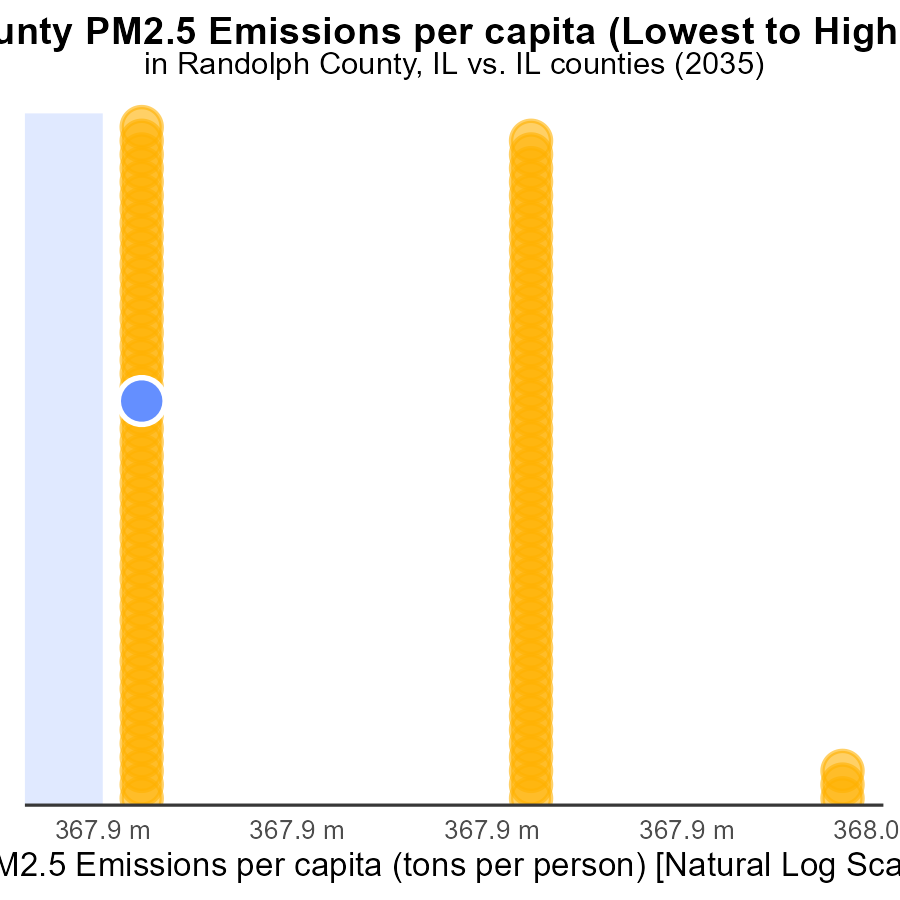 unty PM2.5 Emissions per capita (Lowest to High
in Randolph County, IL vs. IL counties (2035)
367.9 m 367.9 m 367.9 m 367.9 m 368.0
M2.5 Emissions per capita (tons per person) [Natural Log Sca